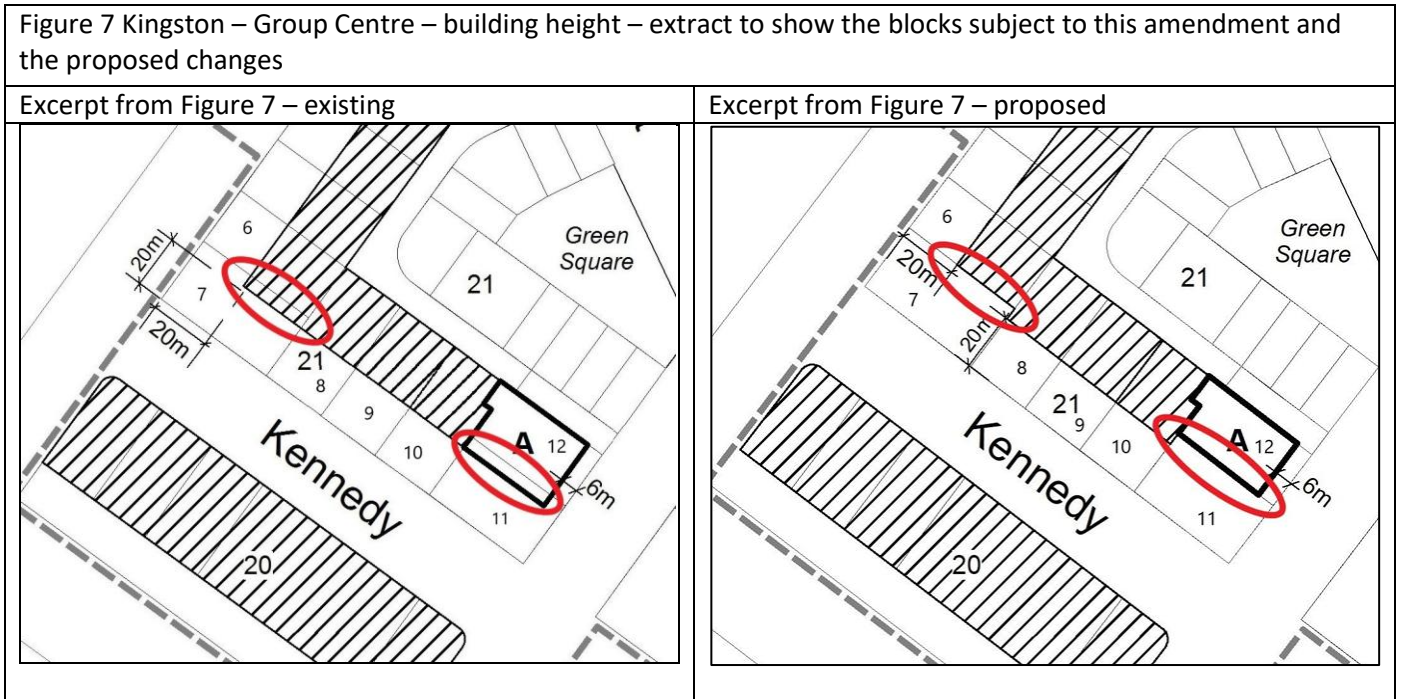 Figure 7 Kingston – Group Centre – building height – extract to show the blocks subject to this amendment and
the proposed changes
Excerpt from Figure 7 – existing
Excerpt from Figure 7 – proposed
6
Green
Square
20m
21
7
20m
21
8
9
A
12
10
6m
Kennedy
11
20
6
Green
Square
20m
21
7
20m
8
21
9
A
12
10
6m
Kennedy
11
20